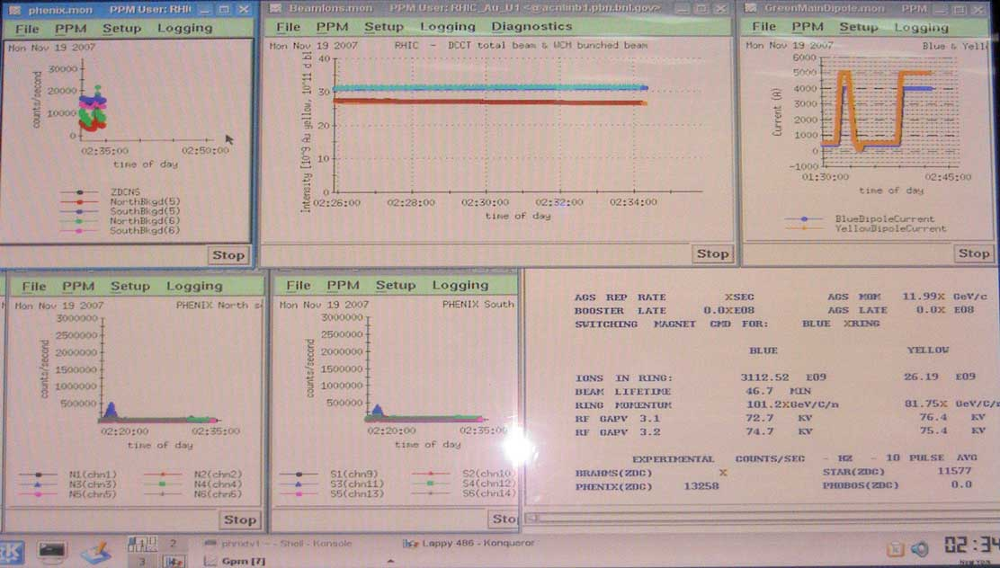 phenix.mon PPM User: RHI
File PPM Setup Logging
Mon Nov 19 2007
counts/second
30000
20000
10000
0
02:35:00 02:50:00
time of day
ZDCNS
NorthBkgd(5)
SouthBkgd(5)
NorthBkgd(6)
SouthBkgd(6)
Stop
BeamIons.mon PPM User: RHIC_Au_U1 <@acnlnb1.pbn.bnl.gov>
File PPM Setup Logging Diagnostics
Mon Nov 19 2007 RHIC - DCCT total beam & WCM bunched beam
Intensity [10^9 Au yellow, 10^11 d bl
40
30
20
10
0
02:26:00 02:28:00 02:30:00 02:32:00 02:34:00
time of day
Stop
GreenMainDipole.mon PPM
File PPM Setup Logging
Mon Nov 19 2007 Blue & Yell
Current (A)
6000
5000
4000
3000
2000
1000
0
-1000
01:30:00 02:45:00
time of day
BlueDipoleCurrent
YellowDipoleCurrent
Stop
File PPM Setup Logging
Mon Nov 19 2007 PHENIX North s
counts/second
3000000
2500000
2000000
1500000
1000000
500000
0
02:20:00 02:35:00
time of day
N1(chn1) N2(chn2)
N3(chn3) N4(chn4)
N5(chn5) N6(chn6)
Stop
File PPM Setup Logging
Mon Nov 19 2007 PHENIX South
counts/second
3000000
2500000
2000000
1500000
1000000
500000
0
02:20:00 02:35:00
time of day
S1(chn9) S2(chn10)
S3(chn11) S4(chn12)
S5(chn13) S6(chn14)
Sto
AGS REP RATE XSEC AGS MOM 11.99X GeV/c
BOOSTER LATE 0.0XE08 AGS LATE 0.0X E08
SWITCHING MAGNET CMD FOR: BLUE XRING
BLUE YELLOW
IONS IN RING: 3112.52 E09 26.19 E09
BEAM LIFETIME 46.7 MIN
RING MOMENTUM 101.2XGeV/C/n 81.75X GeV/C/
RF GAPV 3.1 72.7 KV 76.4 KV
RF GAPV 3.2 74.7 KV 75.4 KV
EXPERIMENTAL COUNTS/SEC - HZ - 10 PULSE AVG
BRAHMS(ZDC) X STAR(ZDC) 11577
PHENIX(ZDC) 13258 PHOBOS(ZDC) 0.0
1 2
3
phnxtv1 - Shell - Konsole
Lappy 486 - Konqueror
Gpm [7]
02:34
New York